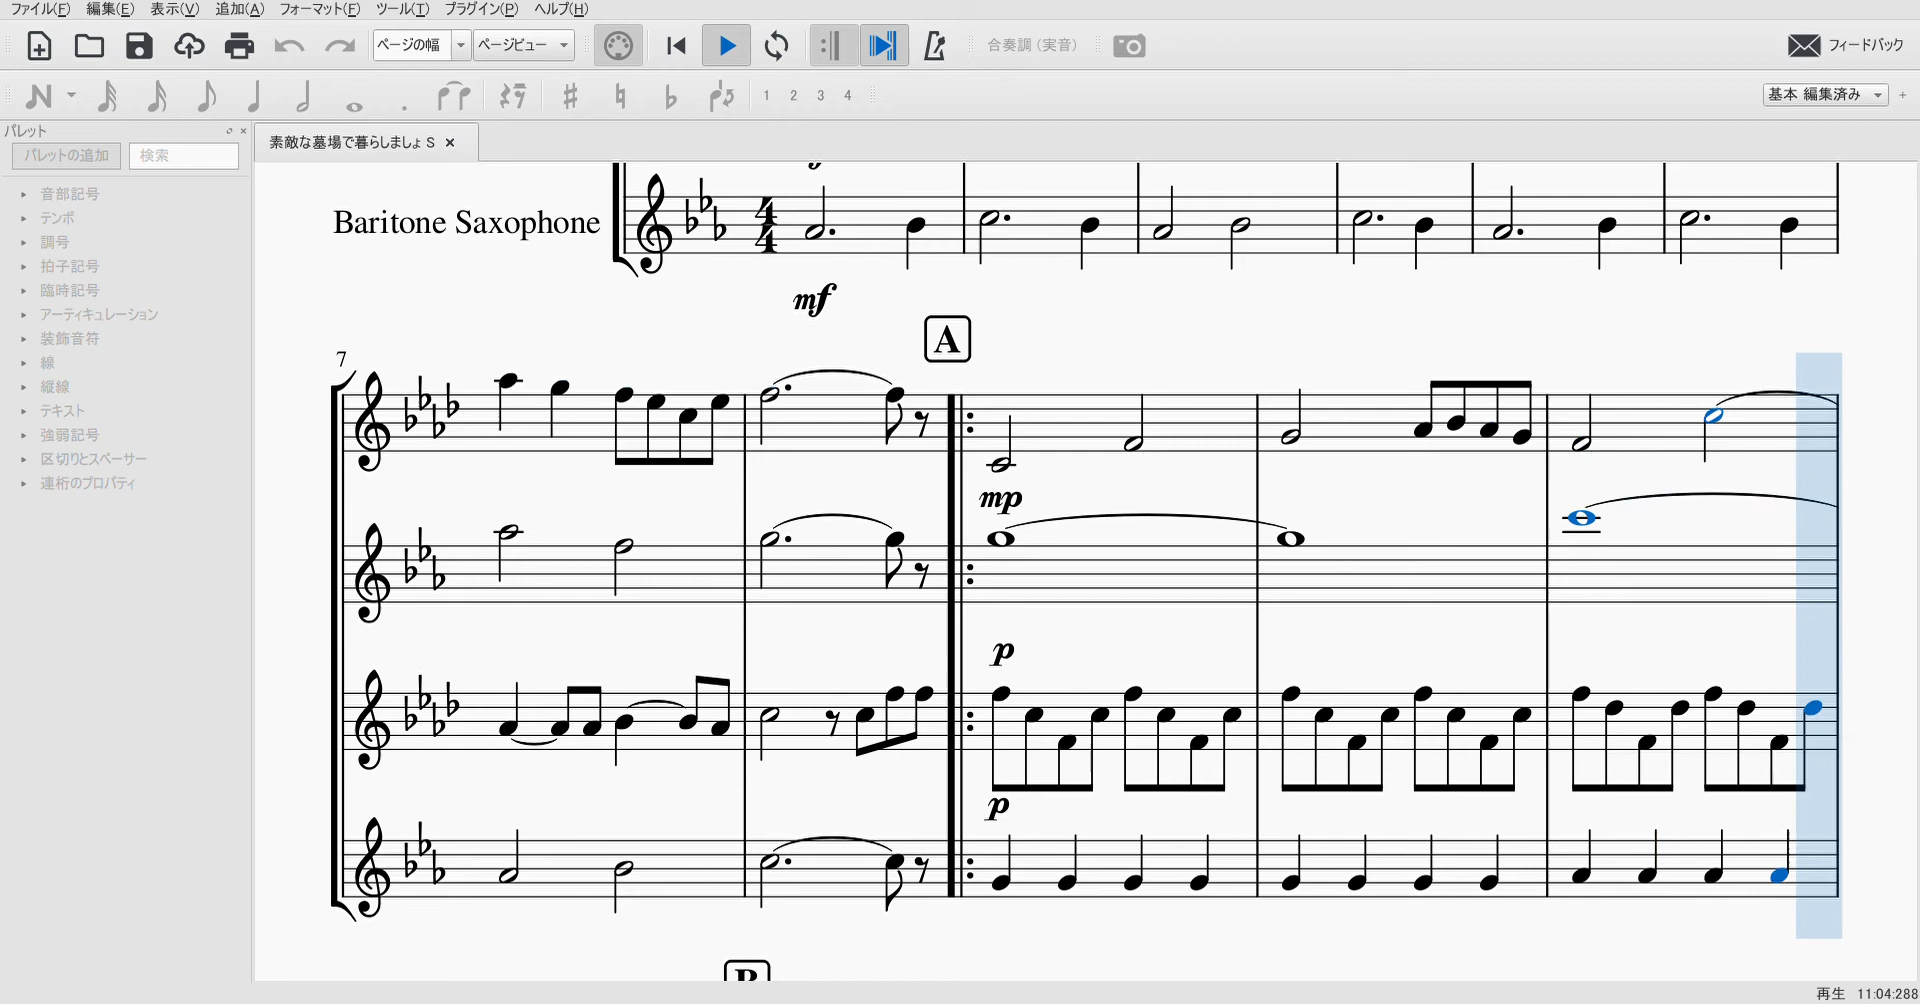 ファイル(F) 編集(E) 表示(V) 追加(A) フォーマット(F) ツール(T) プラグイン(P) ヘルプ(H)
ページの幅 ページビュー 合奏調 (実音) フィードバック
1 2 3 4 基本 編集済み +
パレット
パレットの追加 検索
素敵な墓場で暮らしましょ S ×
音部記号
テンポ
調号
拍子記号
臨時記号
アーティキュレーション
装飾音符
線
縦線
テキスト
強弱記号
区切りとスペーサー
連桁のプロパティ
Baritone Saxophone
4
4
mf
A
7
mp
p
p
B
再生 11:04:288